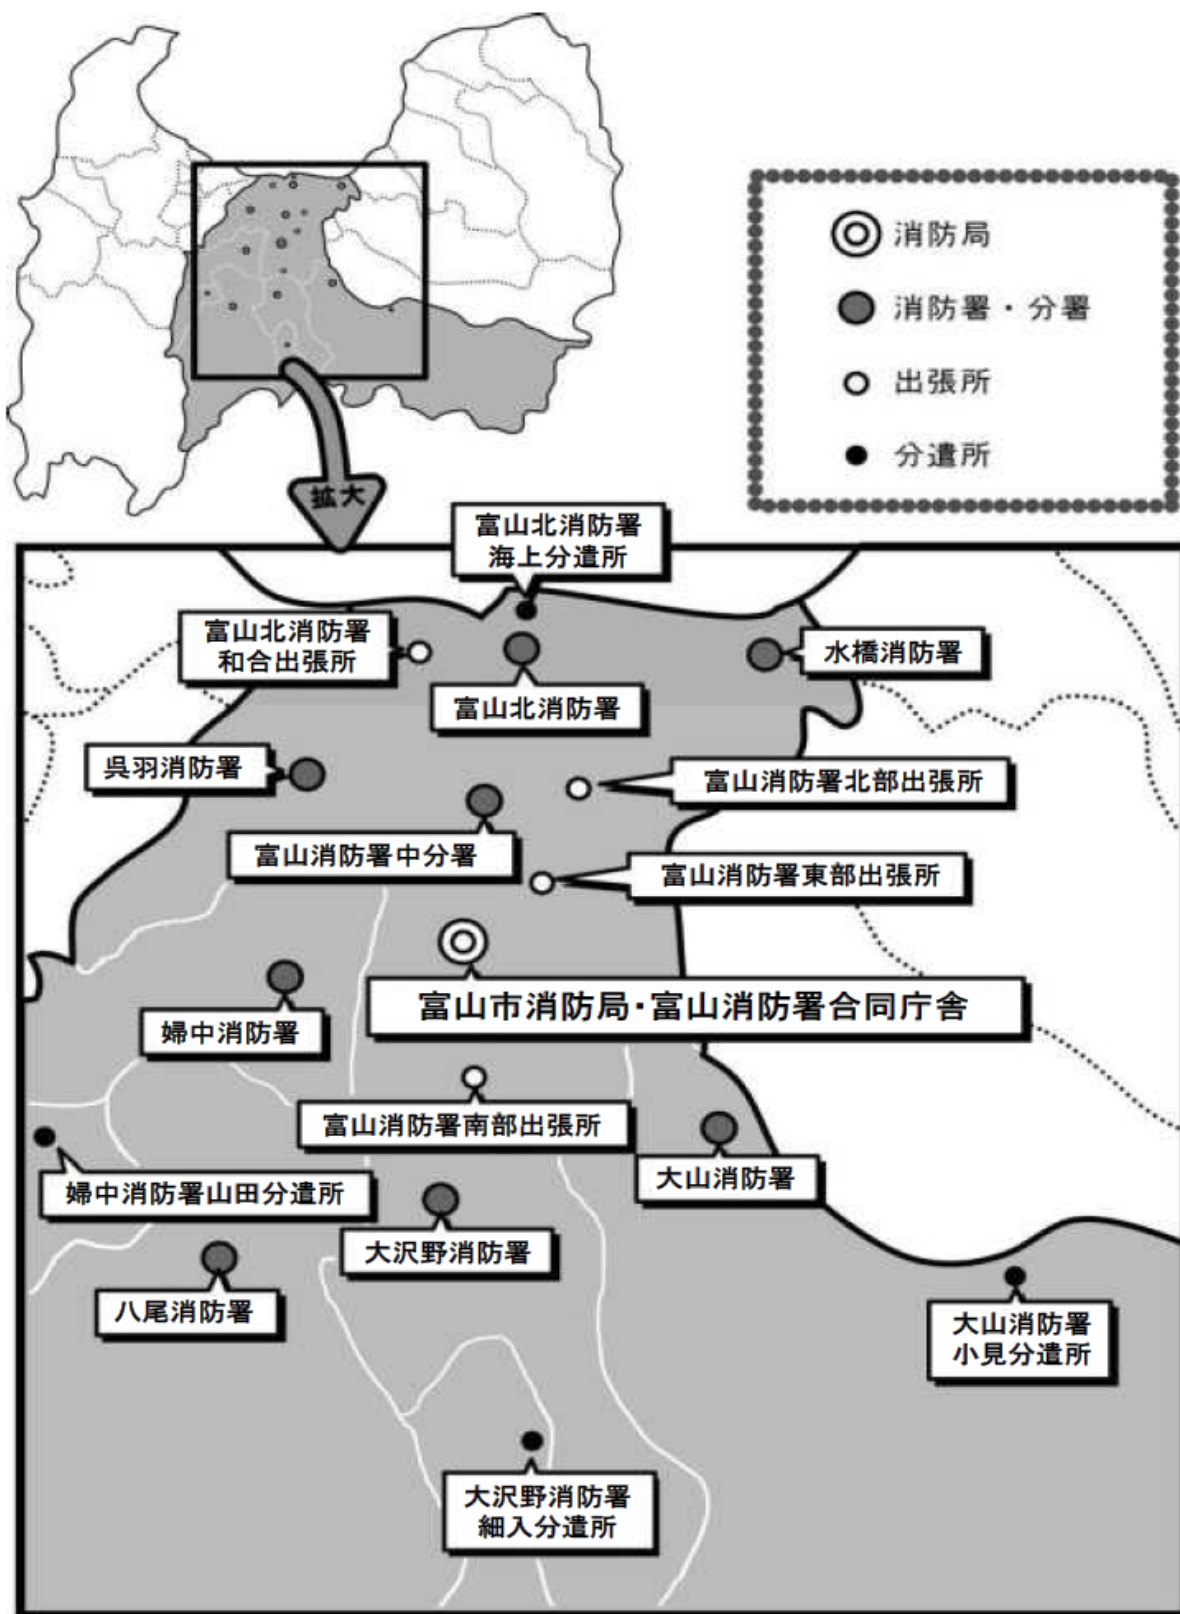 消防局
消防署・分署
出張所
分遣所
拡大
富山北消防署
海上分遣所
富山北消防署
和合出張所
水橋消防署
富山北消防署
呉羽消防署
富山消防署北部出張所
富山消防署中分署
富山消防署東部出張所
富山市消防局・富山消防署合同庁舎
婦中消防署
富山消防署南部出張所
大山消防署
婦中消防署山田分遣所
大沢野消防署
八尾消防署
大山消防署
小見分遣所
大沢野消防署
細入分遣所